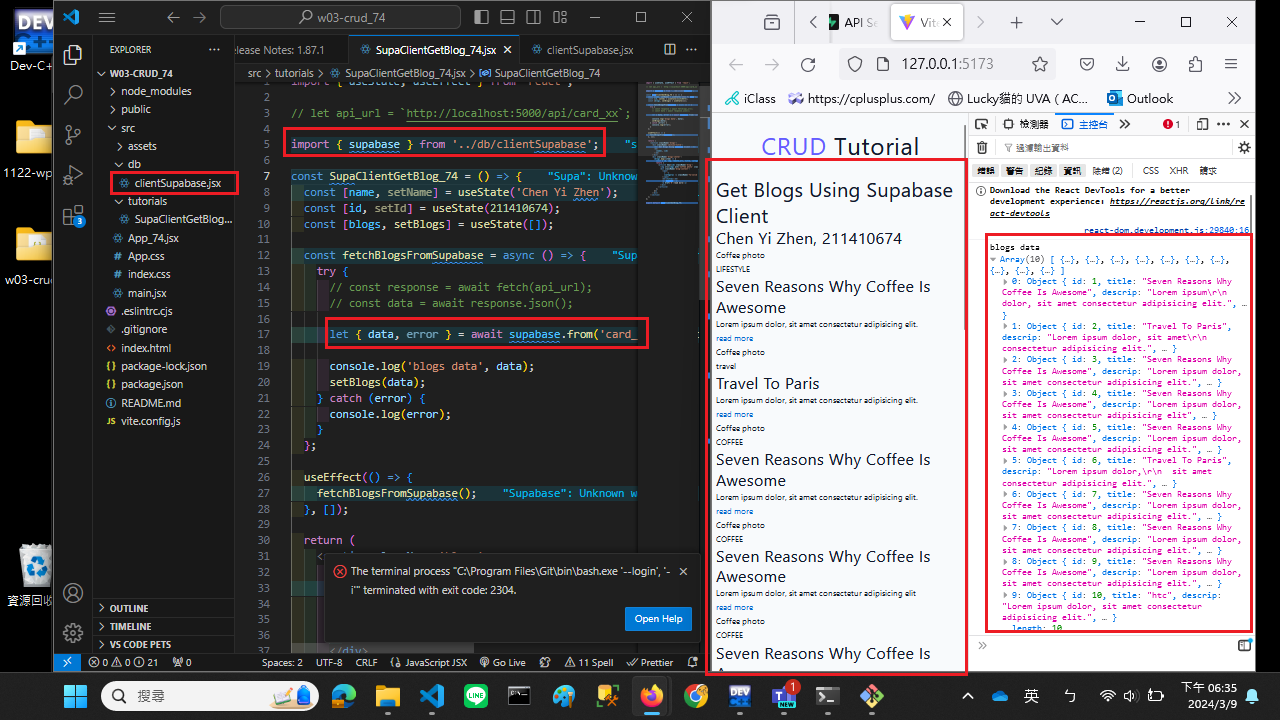 Dev-C+
1122-wp
w03-cruc
資源回收
w03-crud_74
EXPLORER
W03-CRUD_74
node_modules
public
src
assets
db
clientSupabase.jsx
tutorials
SupaClientGetBlog...
App_74.jsx
App.css
index.css
main.jsx
.eslintrc.cjs
.gitignore
index.html
package-lock.json
package.json
README.md
vite.config.js
OUTLINE
TIMELINE
VS CODE PETS
elease Notes: 1.87.1
SupaClientGetBlog_74.jsx
clientSupabase.jsx
src > tutorials > SupaClientGetBlog_74.jsx > SupaClientGetBlog_74
import { useState, useEffect } from 'react';
2
3 // let api_url = `http://localhost:5000/api/card_xx`;
4
5 import { supabase } from '../db/clientSupabase'; "s
6
7 const SupaClientGetBlog_74 = () => { "Supa": Unknow
8 const [name, setName] = useState('Chen Yi Zhen');
9 const [id, setId] = useState(211410674);
10 const [blogs, setBlogs] = useState([]);
11
12 const fetchBlogsFromSupabase = async () => { "Sup
13 try {
14 // const response = await fetch(api_url);
15 // const data = await response.json();
16
17 let { data, error } = await supabase.from('card_
18
19 console.log('blogs data', data);
20 setBlogs(data);
21 } catch (error) {
22 console.log(error);
23 }
24 };
25
26 useEffect(() => {
27 fetchBlogsFromSupabase(); "Supabase": Unknown w
28 }, []);
29
30 return (
31
32
33
34
35
36
37 </div>
The terminal process "C:\Program Files\Git\bin\bash.exe '--login', '-
i'" terminated with exit code: 2304.
Open Help
0 0 21 0
Spaces: 2 UTF-8 CRLF JavaScript JSX Go Live 11 Spell Prettier
API Se
Vite
127.0.0.1:5173
iClass
https://cplusplus.co...
Lucky貓的 UVA ( AC...
Outlook
CRUD Tutorial
Get Blogs Using Supabase
Client
Chen Yi Zhen, 211410674
Coffee photo
LIFESTYLE
Seven Reasons Why Coffee Is
Awesome
Lorem ipsum dolor, sit amet consectetur adipisicing elit.
read more
Coffee photo
travel
Travel To Paris
Lorem ipsum dolor, sit amet consectetur adipisicing elit.
read more
Coffee photo
COFFEE
Seven Reasons Why Coffee Is
Awesome
Lorem ipsum dolor, sit amet consectetur adipisicing elit.
read more
Coffee photo
COFFEE
Seven Reasons Why Coffee Is
Awesome
Lorem ipsum dolor, sit amet consectetur adipisicing elit
read more
Coffee photo
COFFEE
Seven Reasons Why Coffee Is
檢測器
主控台
1
過濾輸出資料
錯誤 警告 紀錄 資訊 除錯 (2) CSS XHR 請求
Download the React DevTools for a better
development experience: https://reactjs.org/link/re
act-devtools
react-dom.development.js:29840:16
blogs data
Array(10) [ {…}, {…}, {…}, {…}, {…}, {…}, {…},
{…}, {…}, {…} ]
0: Object { id: 1, title: "Seven Reasons Why
Coffee Is Awesome", descrip: "Lorem ipsum\r\n
dolor, sit amet consectetur adipisicing elit.", …
}
1: Object { id: 2, title: "Travel To Paris",
descrip: "Lorem ipsum dolor, sit amet\r\n
consectetur adipisicing elit.", … }
2: Object { id: 3, title: "Seven Reasons Why
Coffee Is Awesome", descrip: "Lorem ipsum dolor,
sit amet consectetur adipisicing elit.", … }
3: Object { id: 4, title: "Seven Reasons Why
Coffee Is Awesome", descrip: "Lorem ipsum dolor,
sit amet consectetur adipisicing elit", … }
4: Object { id: 5, title: "Seven Reasons Why
Coffee Is Awesome", descrip: "Lorem ipsum dolor,
sit amet consectetur adipisicing elit.", … }
5: Object { id: 6, title: "Travel To Paris",
descrip: "Lorem ipsum dolor,\r\n sit amet
consectetur adipisicing elit.", … }
6: Object { id: 7, title: "Seven Reasons Why
Coffee Is Awesome", descrip: "Lorem ipsum dolor,
sit amet consectetur adipisicing elit.", … }
7: Object { id: 8, title: "Seven Reasons Why
Coffee Is Awesome", descrip: "Lorem ipsum dolor,
sit amet consectetur adipisicing elit.", … }
8: Object { id: 9, title: "Seven Reasons Why
Coffee Is Awesome", descrip: "Lorem ipsum dolor,
sit amet consectetur adipisicing elit.", … }
9: Object { id: 10, title: "htc", descrip:
"Lorem ipsum dolor, sit amet consectetur
adipisicing elit.", … }
length: 10
搜尋
英
下午 06:35
2024/3/9